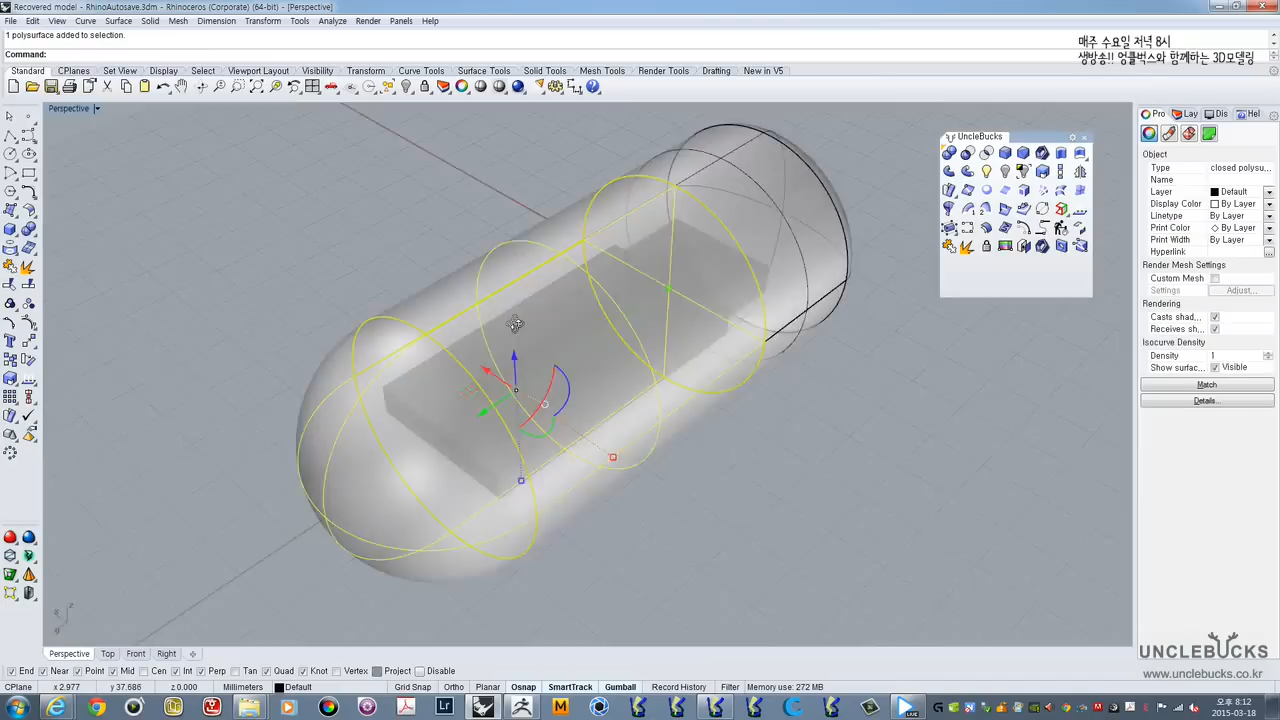 Recovered model - RhinoAutosave.3dm - Rhinoceros (Corporate) (64-bit) - [Perspective]
File Edit View Curve Surface Solid Mesh Dimension Transform Tools Analyze Render Panels Help
1 polysurface added to selection.
Command:
매주 수요일 저녁 8시
생방송!! 엉클벅스와 함께하는 3D모델링
Standard CPlanes Set View Display Select Viewport Layout Visibility Transform Curve Tools Surface Tools Solid Tools Mesh Tools Render Tools Drafting New in V5
Perspective
UncleBucks
Pro Lay Dis Hel
Object
Type closed polysu...
Name
Layer Default
Display Color By Layer
Linetype By Layer
Print Color By Layer
Print Width By Layer
Hyperlink
Render Mesh Settings
Custom Mesh
Settings Adjust...
Rendering
Casts shad...
Receives sh...
Isocurve Density
Density 1
Show surfac... Visible
Match
Details...
z
Perspective Top Front Right
End Near Point Mid Cen Int Perp Tan Quad Knot Vertex Project Disable
CPlane x 2.977 y 37.686 z 0.000 Millimeters Default Grid Snap Ortho Planar Osnap SmartTrack Gumball Record History Filter Memory use: 272 MB
UNCLEBUCKS
www.unclebucks.co.kr
Lr M LIVE
오후 8:12
2015-03-18